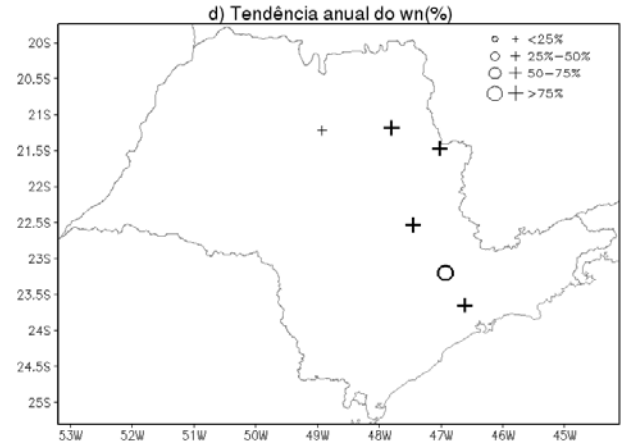 d) Tendência anual do wn(%)
20S
20.5S
21S
21.5S
22S
22.5S
23S
23.5S
24S
24.5S
25S
<25%
25%-50%
50-75%
>75%
53W 52W 51W 50W 49W 48W 47W 46W 45W